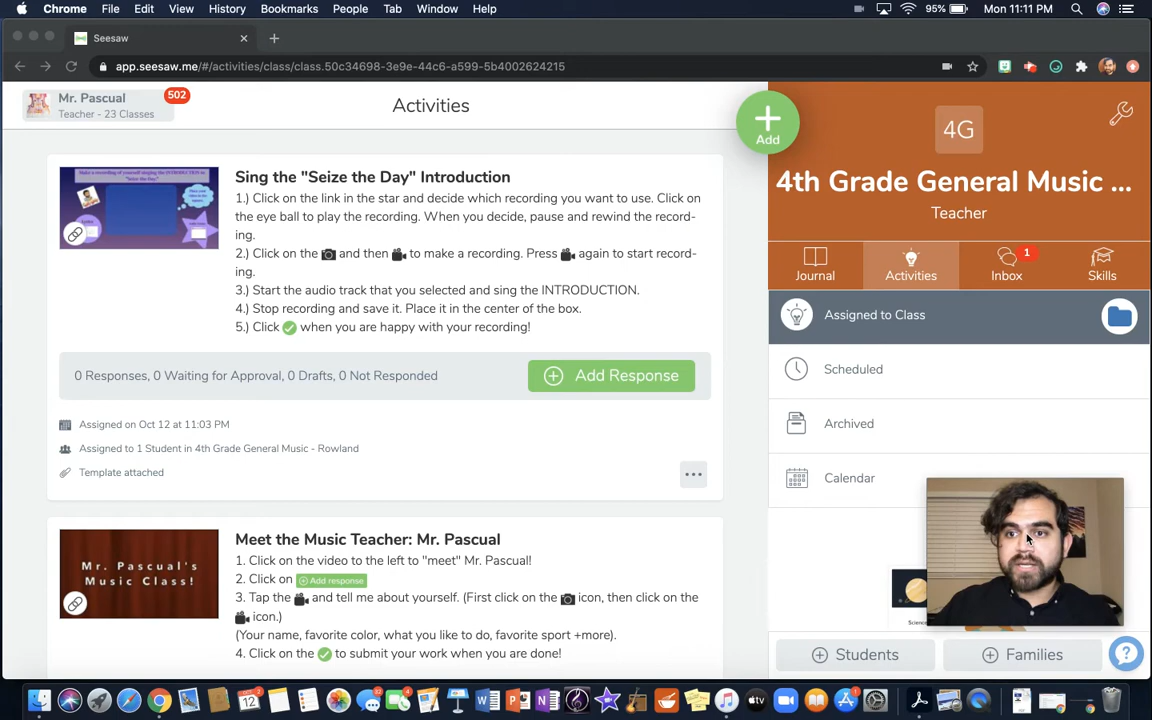 Chrome File Edit View History Bookmarks People Tab Window Help 95% Mon 11:11 PM
Seesaw
app.seesaw.me/#/activities/class/class.50c34698-3e9e-44c6-a599-5b4002624215
Mr. Pascual
Teacher - 23 Classes
502
Activities
Add
4G
4th Grade General Music ...
Teacher
Journal
Activities
Inbox
1
Skills
Assigned to Class
Scheduled
Archived
Calendar
Students
Families
?
Sing the "Seize the Day" Introduction
1.) Click on the link in the star and decide which recording you want to use. Click on
the eye ball to play the recording. When you decide, pause and rewind the record-
ing.
2.) Click on the and then to make a recording. Press again to start record-
ing.
3.) Start the audio track that you selected and sing the INTRODUCTION.
4.) Stop recording and save it. Place it in the center of the box.
5.) Click when you are happy with your recording!
0 Responses, 0 Waiting for Approval, 0 Drafts, 0 Not Responded
Add Response
Assigned on Oct 12 at 11:03 PM
Assigned to 1 Student in 4th Grade General Music - Rowland
Template attached
Mr. Pascual's
Music Class!
Meet the Music Teacher: Mr. Pascual
1. Click on the video to the left to "meet" Mr. Pascual!
2. Click on Add response
3. Tap the and tell me about yourself. (First click on the icon, then click on the
icon.)
(Your name, favorite color, what you like to do, favorite sport +more).
4. Click on the to submit your work when you are done!